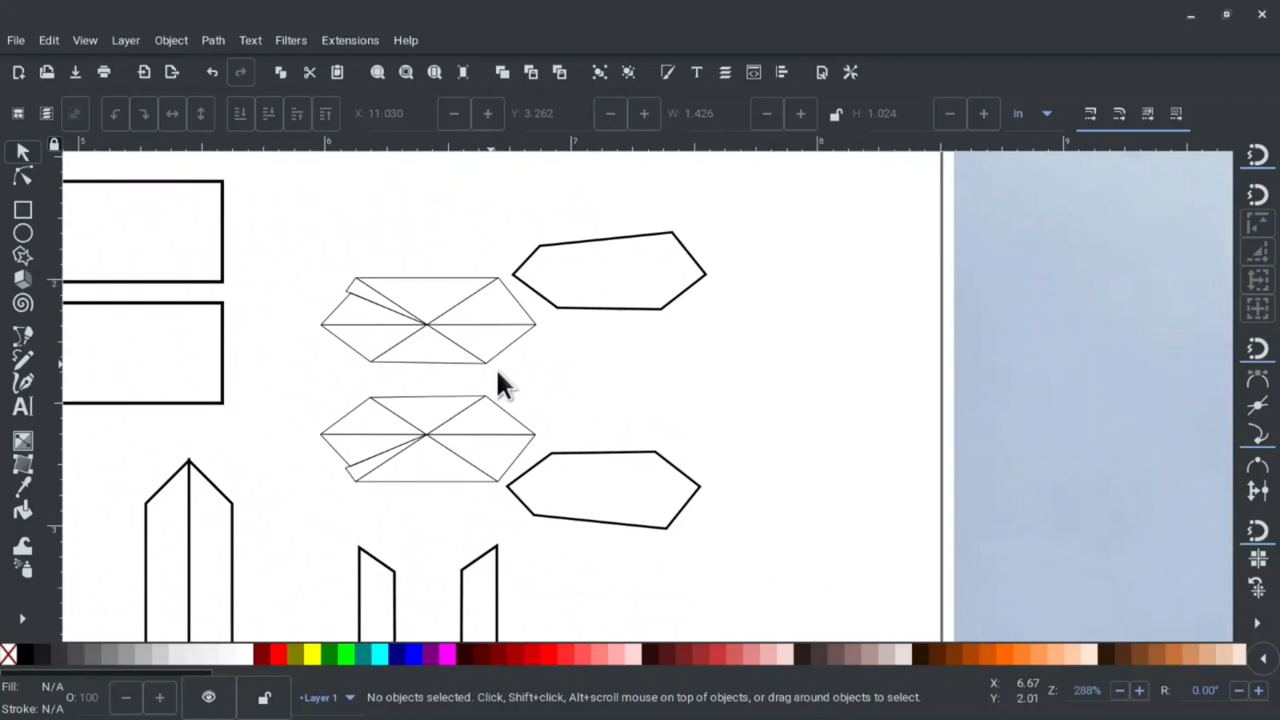 File Edit View Layer Object Path Text Filters Extensions Help
X: 11.030 Y: 3.262 W: 1.426 H: 1.024 in
5 6 7 8 9
2
3
Fill: N/A O: 100 Layer 1 No objects selected. Click, Shift+click, Alt+scroll mouse on top of objects, or drag around objects to select. X: 6.67 Z: 288% R: 0.00°
Stroke: N/A Y: 2.01